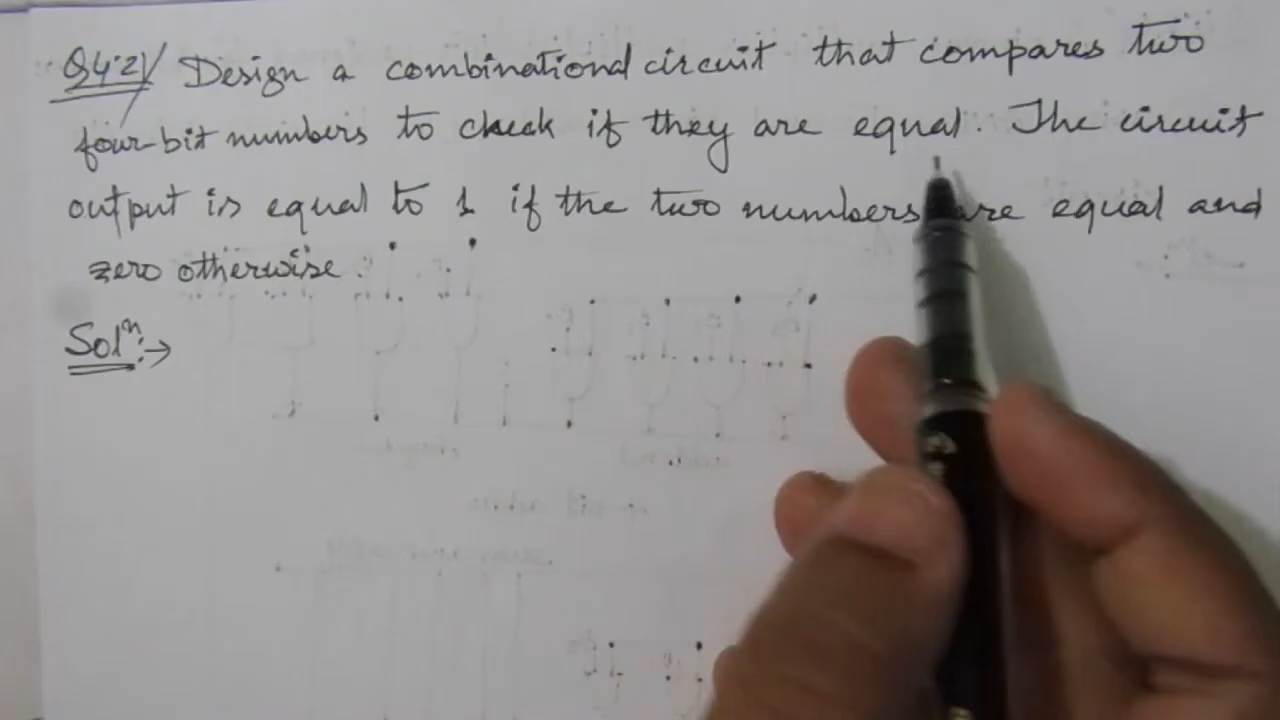 Q4.21/ Design a combinational circuit that compares two
four-bit numbers to check if they are equal. The circuit
output is equal to 1 if the two numbers are equal and
zero otherwise.
Solⁿ:→